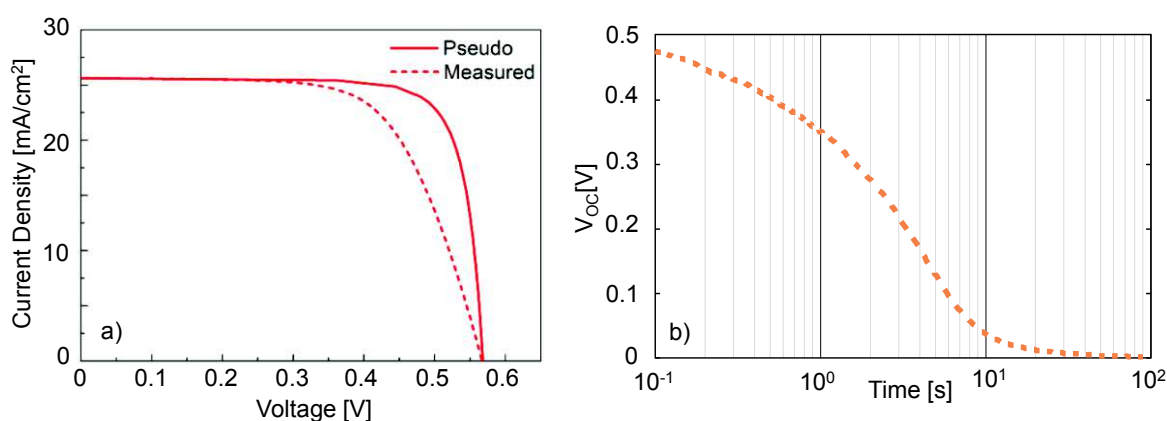 30
20
10
0
Current Density [mA/cm²]
Pseudo
Measured
a)
0 0.1 0.2 0.3 0.4 0.5 0.6
Voltage [V]
0.5
0.4
0.3
0.2
0.1
0
V_OC[V]
b)
10⁻¹ 10⁰ 10¹ 10²
Time [s]